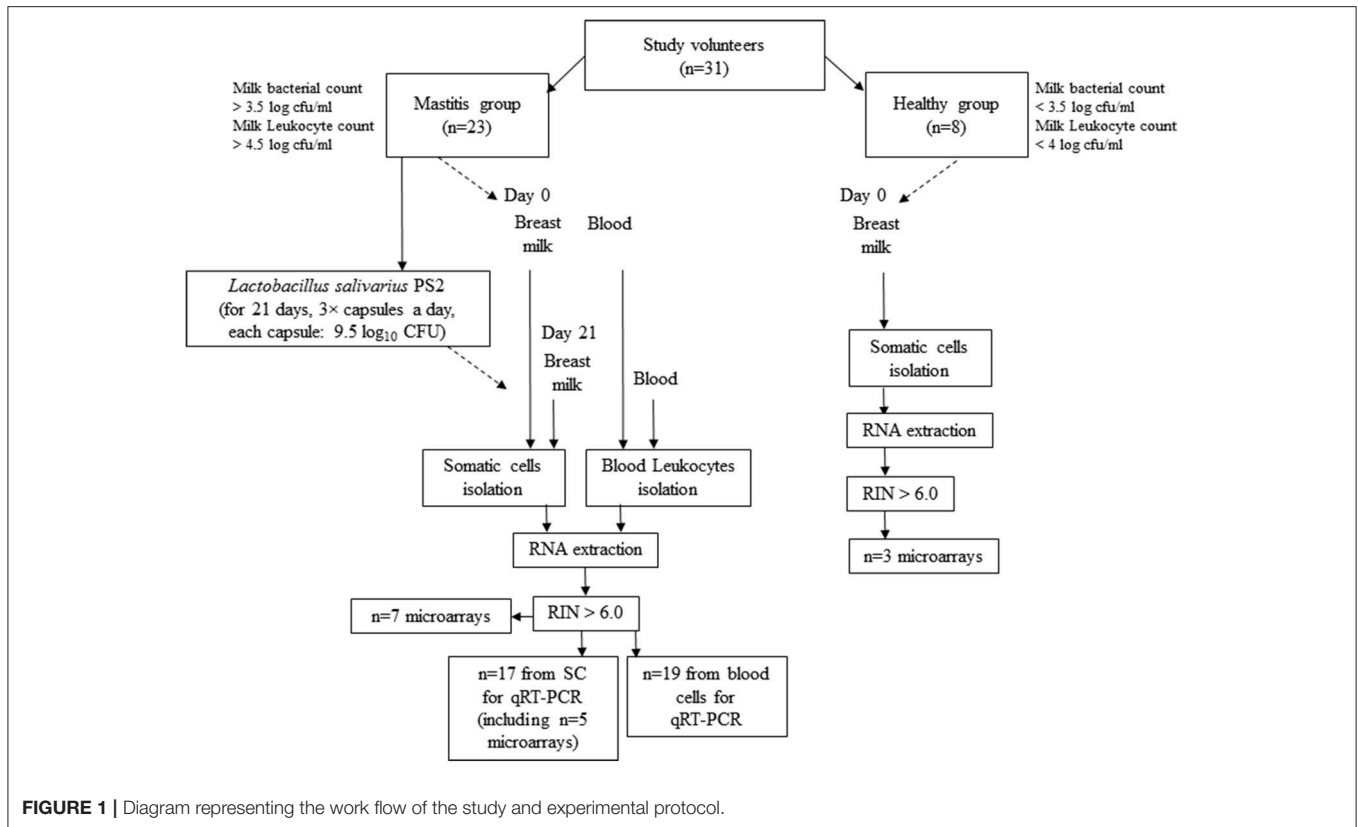 Study volunteers
(n=31)
Milk bacterial count
> 3.5 log cfu/ml
Milk Leukocyte count
> 4.5 log cfu/ml
Mastitis group
(n=23)
Healthy group
(n=8)
Milk bacterial count
< 3.5 log cfu/ml
Milk Leukocyte count
< 4 log cfu/ml
Day 0
Breast
milk
Blood
Day 0
Breast
milk
Lactobacillus salivarius PS2
(for 21 days, 3× capsules a day,
each capsule: 9.5 log₁₀ CFU)
Day 21
Breast
milk
Blood
Somatic cells
isolation
Blood Leukocytes
isolation
RNA extraction
n=7 microarrays
RIN > 6.0
n=17 from SC
for qRT-PCR
(including n=5
microarrays)
n=19 from blood
cells for
qRT-PCR
Somatic cells
isolation
RNA extraction
RIN > 6.0
n=3 microarrays
FIGURE 1 | Diagram representing the work flow of the study and experimental protocol.